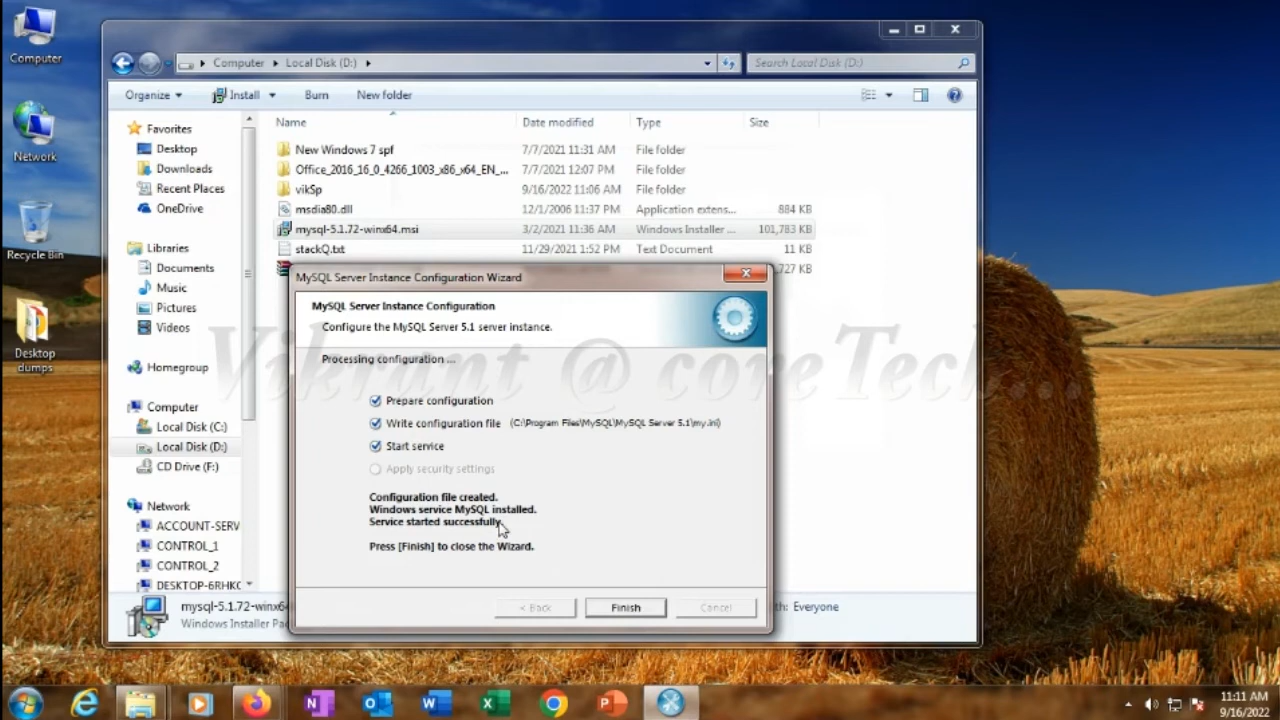 Computer
Network
Recycle Bin
Desktop
dumps
Computer
Local Disk (D:)
Search Local Disk (D:)
Organize
Install
Burn
New folder
Name
Date modified
Type
Size
Favorites
Desktop
Downloads
Recent Places
OneDrive
Libraries
Documents
Music
Pictures
Videos
Homegroup
Computer
Local Disk (C:)
Local Disk (D:)
CD Drive (F:)
Network
ACCOUNT-SERV
CONTROL_1
CONTROL_2
DESKTOP-6RHKC
New Windows 7 spf 7/7/2021 11:31 AM File folder
Office_2016_16_0_4266_1003_x86_x64_EN_... 7/7/2021 12:07 PM File folder
vikSp 9/16/2022 11:06 AM File folder
msdia80.dll 12/1/2006 11:37 PM Application extens... 884 KB
mysql-5.1.72-winx64.msi 3/2/2021 11:36 AM Windows Installer ... 101,783 KB
stackQ.txt 11/29/2021 1:52 PM Text Document 11 KB
,727 KB
MySQL Server Instance Configuration Wizard
MySQL Server Instance Configuration
Configure the MySQL Server 5.1 server instance.
Processing configuration ...
Vikrant @ coreTech...
Prepare configuration
Write configuration file (C:\Program Files\MySQL\MySQL Server 5.1\my.ini)
Start service
Apply security settings
Configuration file created.
Windows service MySQL installed.
Service started successfully.
Press [Finish] to close the Wizard.
< Back
Finish
Cancel
mysql-5.1.72-winx6
Windows Installer Pa
th: Everyone
11:11 AM
9/16/2022